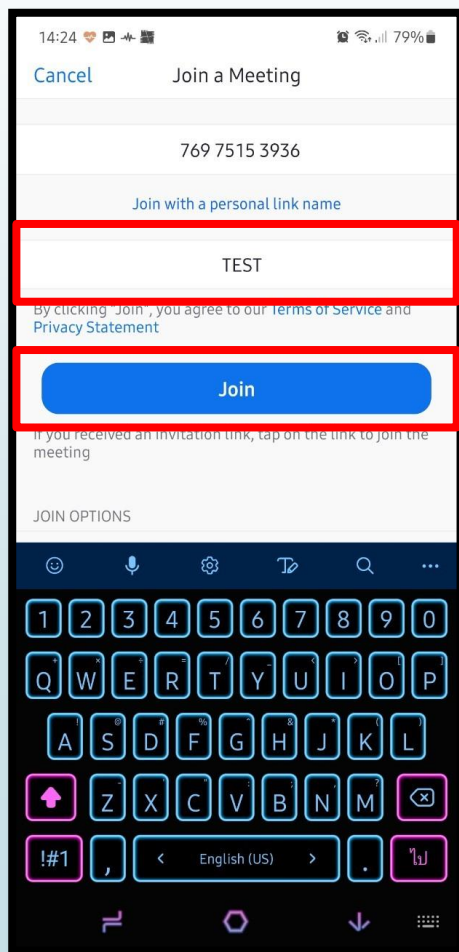 14:24 79%
Cancel Join a Meeting
769 7515 3936
Join with a personal link name
TEST
By clicking "Join", you agree to our Terms of Service and
Privacy Statement
Join
If you received an invitation link, tap on the link to join the
meeting
JOIN OPTIONS
1 2 3 4 5 6 7 8 9 0
Q W E R T Y U I O P
A S D F G H J K L
Z X C V B N M
!#1 , < English (US) > . ไป